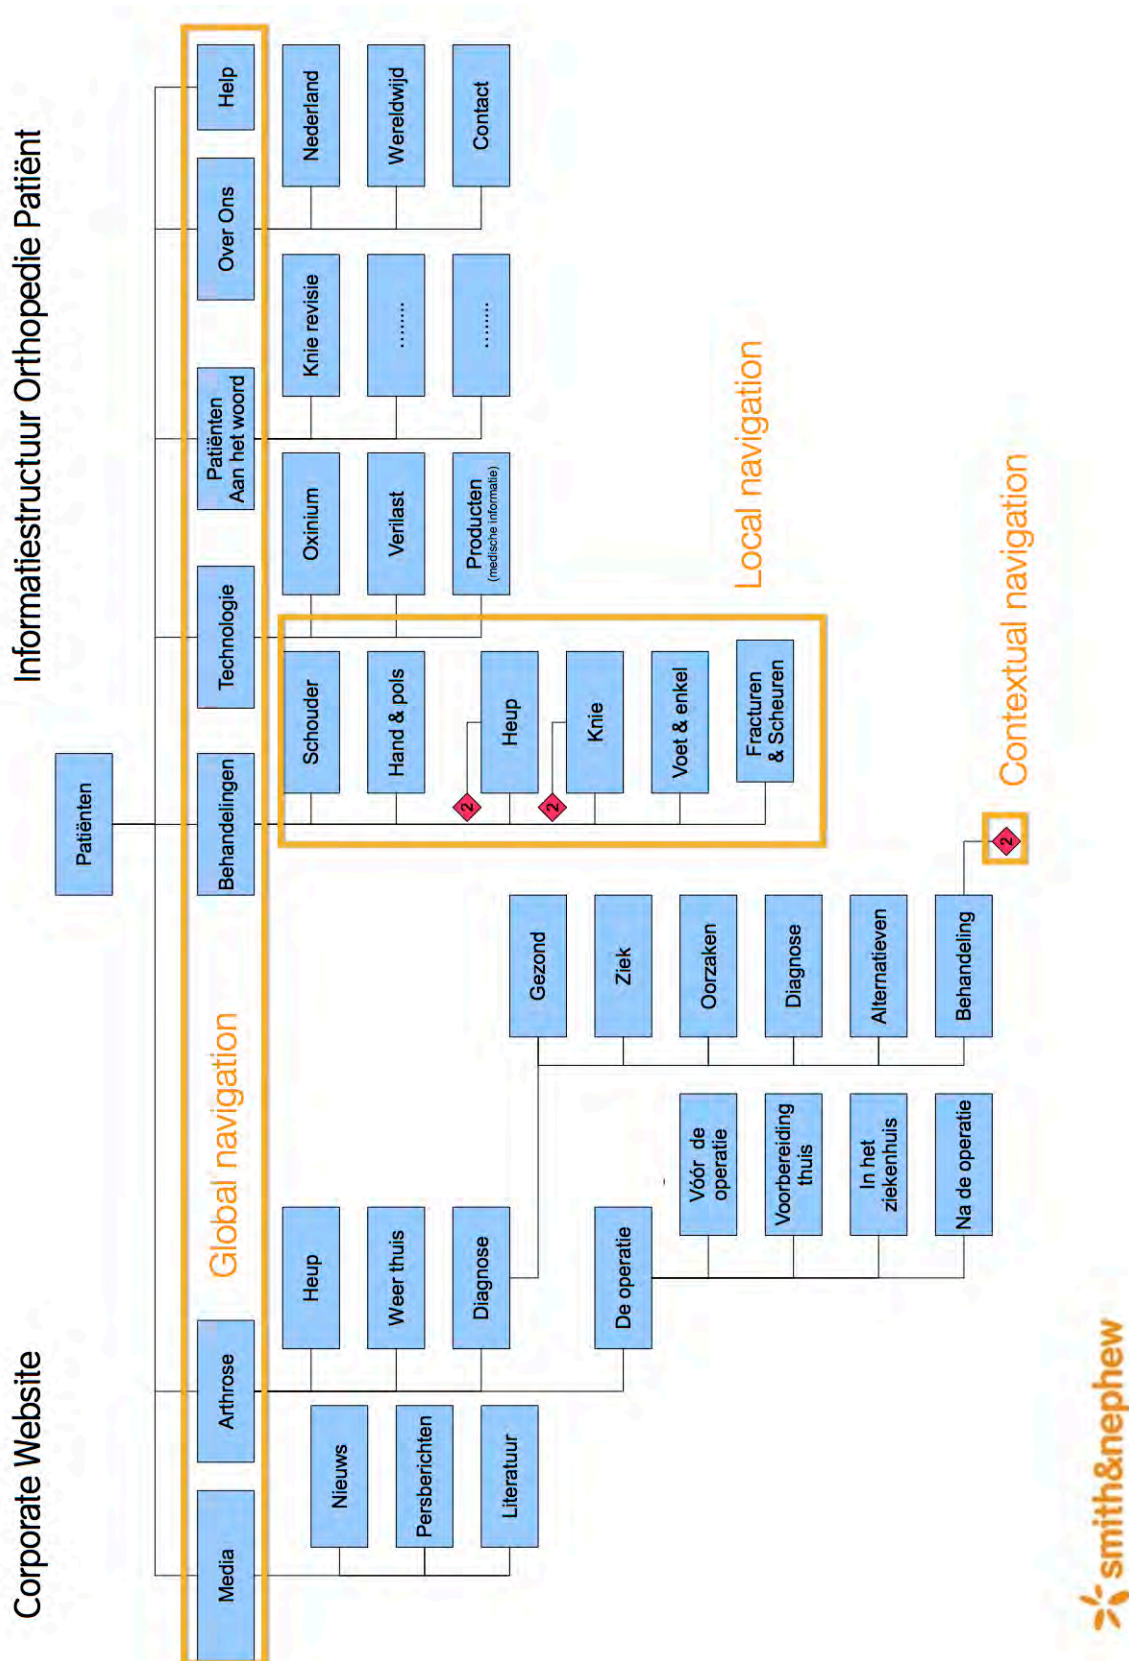 Corporate Website
Informatiestructuur Orthopedie Patiënt
Patiënten
Media
Arthrose
Behandelingen
Technologie
Patiënten
Aan het woord
Over Ons
Help
Global navigation
Nieuws
Persberichten
Literatuur
Heup
Weer thuis
Diagnose
De operatie
Vóór de
operatie
Voorbereiding
thuis
In het
ziekenhuis
Na de operatie
Gezond
Ziek
Oorzaken
Diagnose
Alternatieven
Behandeling
2
Contextual navigation
Schouder
Hand & pols
2
Heup
2
Knie
Voet & enkel
Fracturen
& Scheuren
Local navigation
Oxinium
Verilast
Producten
(medische informatie)
Knie revisie
.......
.......
Nederland
Wereldwijd
Contact
smith&nephew